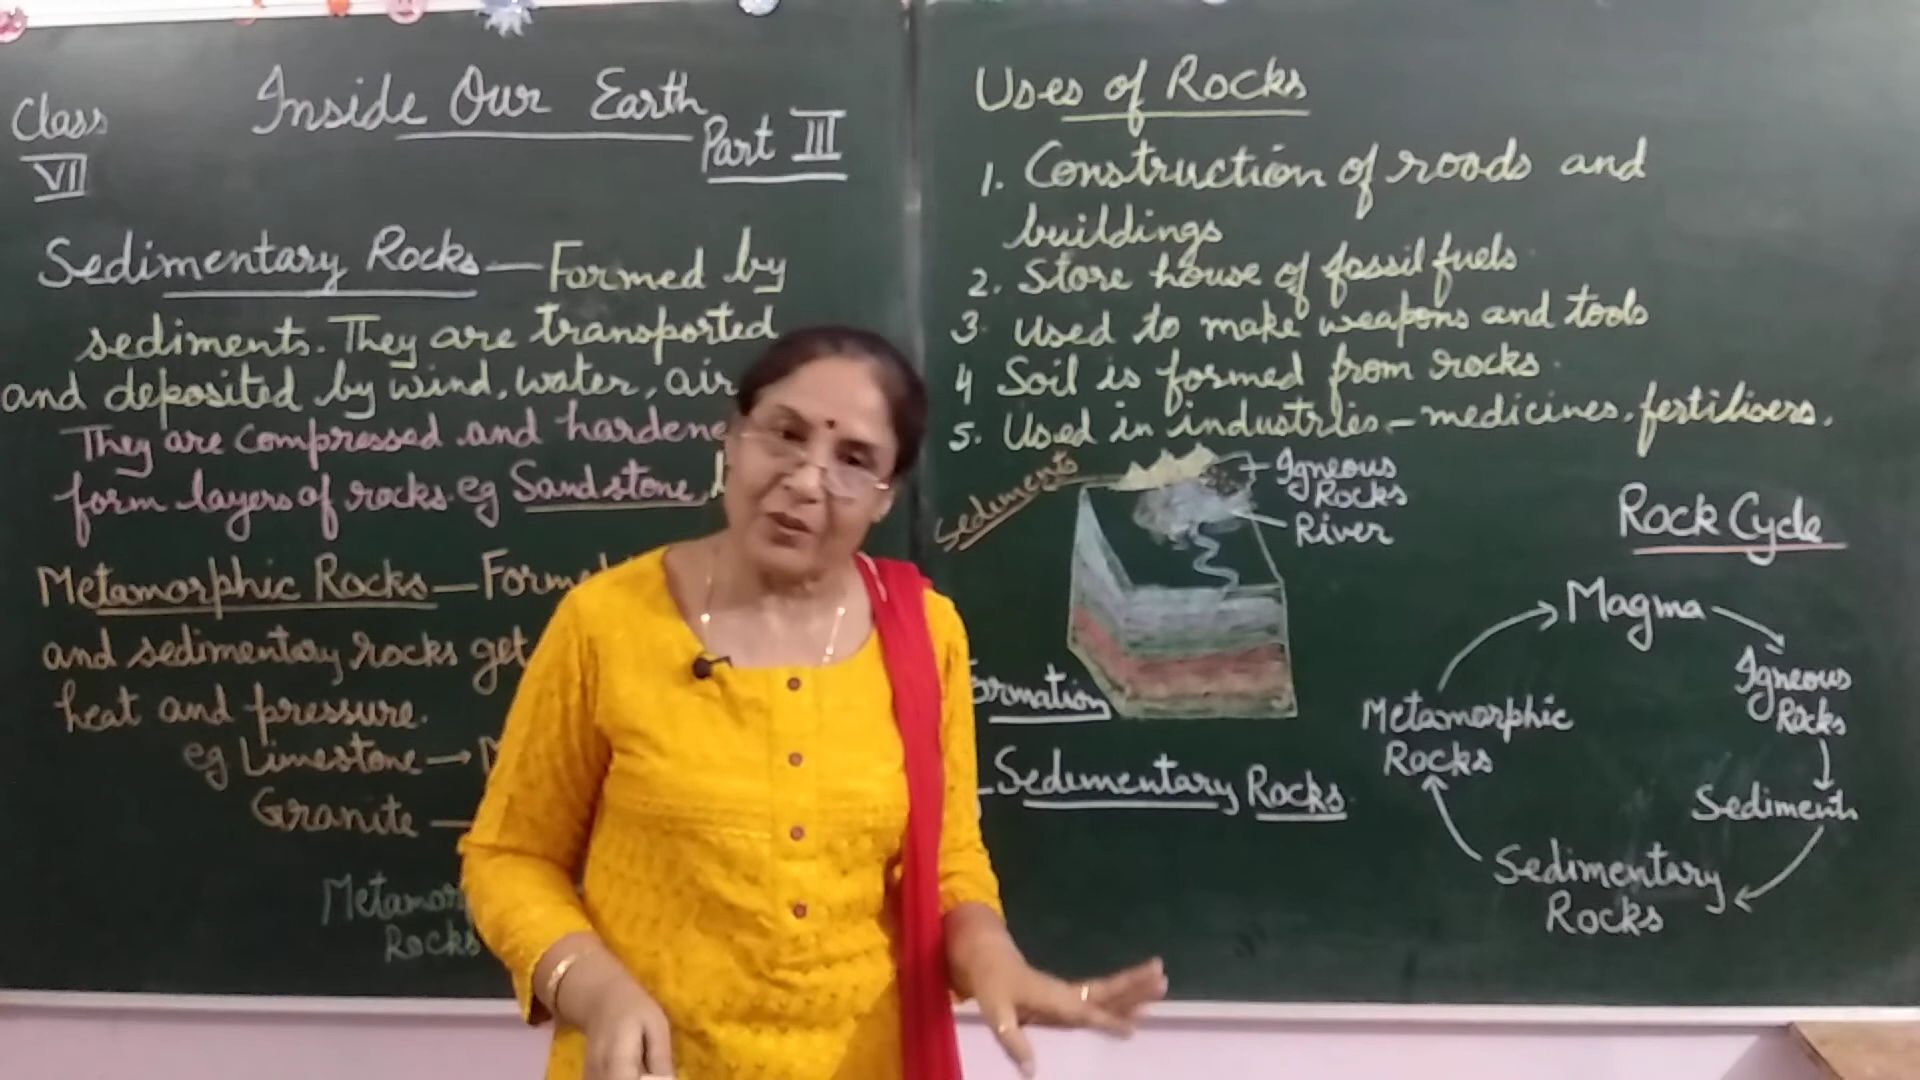 Class
VII
Inside Our Earth
Part III
Sedimentary Rocks — Formed by
sediments. They are transported
and deposited by wind, water, air
They are compressed and hardene
form layers of rocks. eg Sandstone,
Metamorphic Rocks — Form
and sedimentary rocks get
heat and pressure.
eg Limestone →
Granite —
Metamor
Rocks
Uses of Rocks
1. Construction of roads and
buildings
2. Store house of fossil fuels.
3. Used to make weapons and tools
4 Soil is formed from rocks.
5. Used in industries — medicines, fertilisers.
Sediments
Igneous
Rocks
River
ormation
Sedimentary Rocks
Rock Cycle
Magma
Igneous
Rocks
Sediments
Sedimentary
Rocks
Metamorphic
Rocks